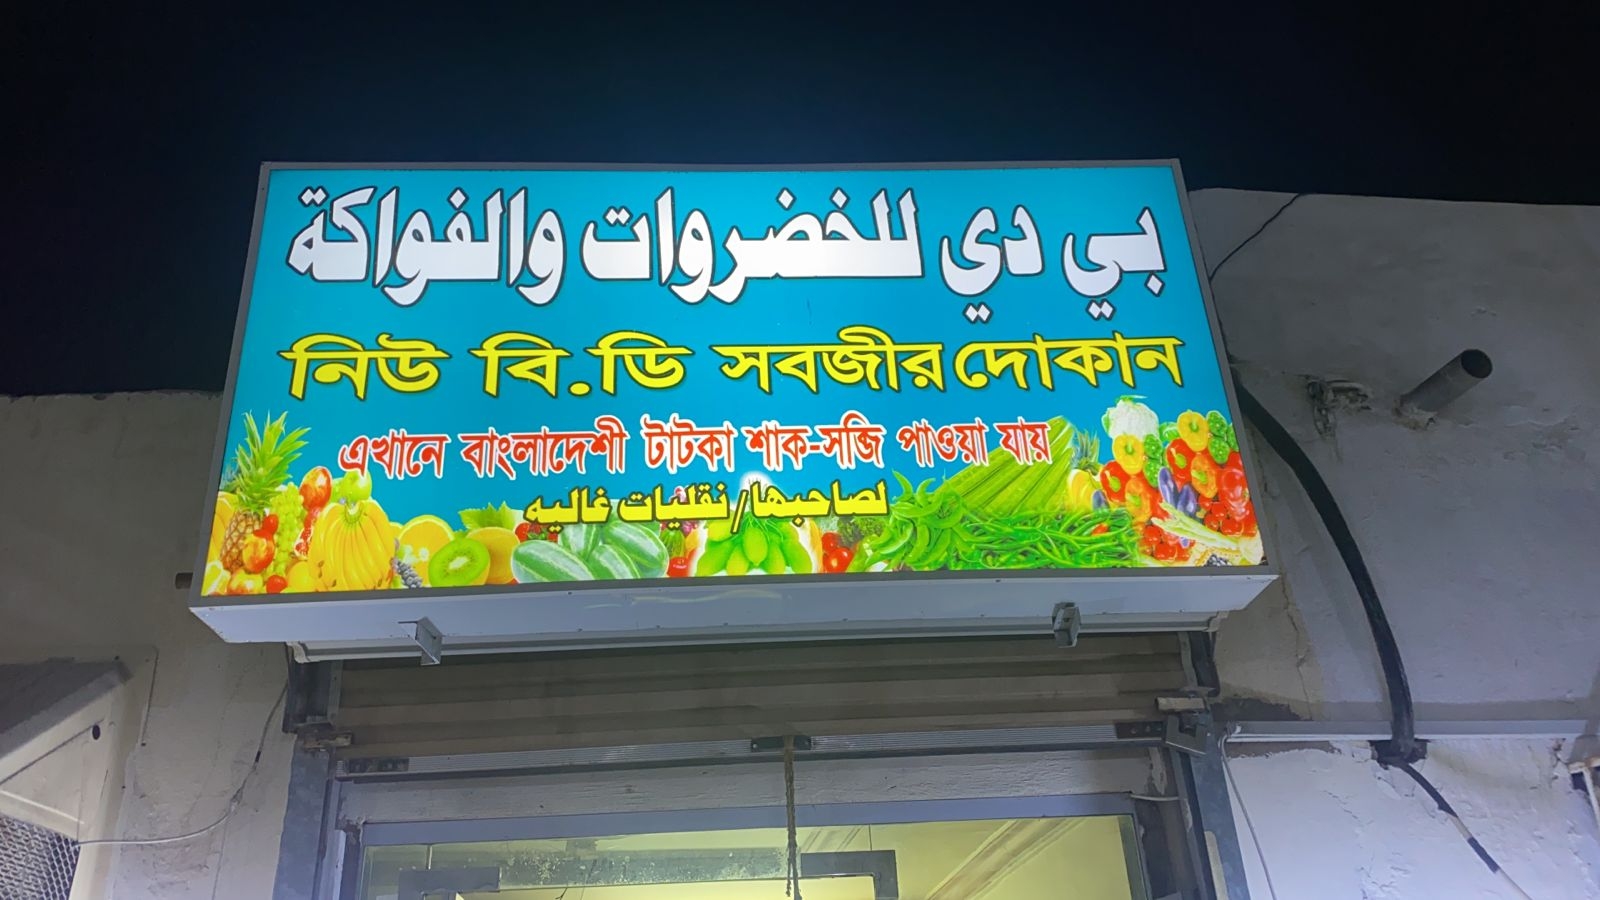 بي دي للخضروات والفواكة
নিউ বি.ডি সবজীর দোকান
এখানে বাংলাদেশী টাটকা শাক-সব্জি পাওয়া যায়
لصاحبها/ نقليات غاليه